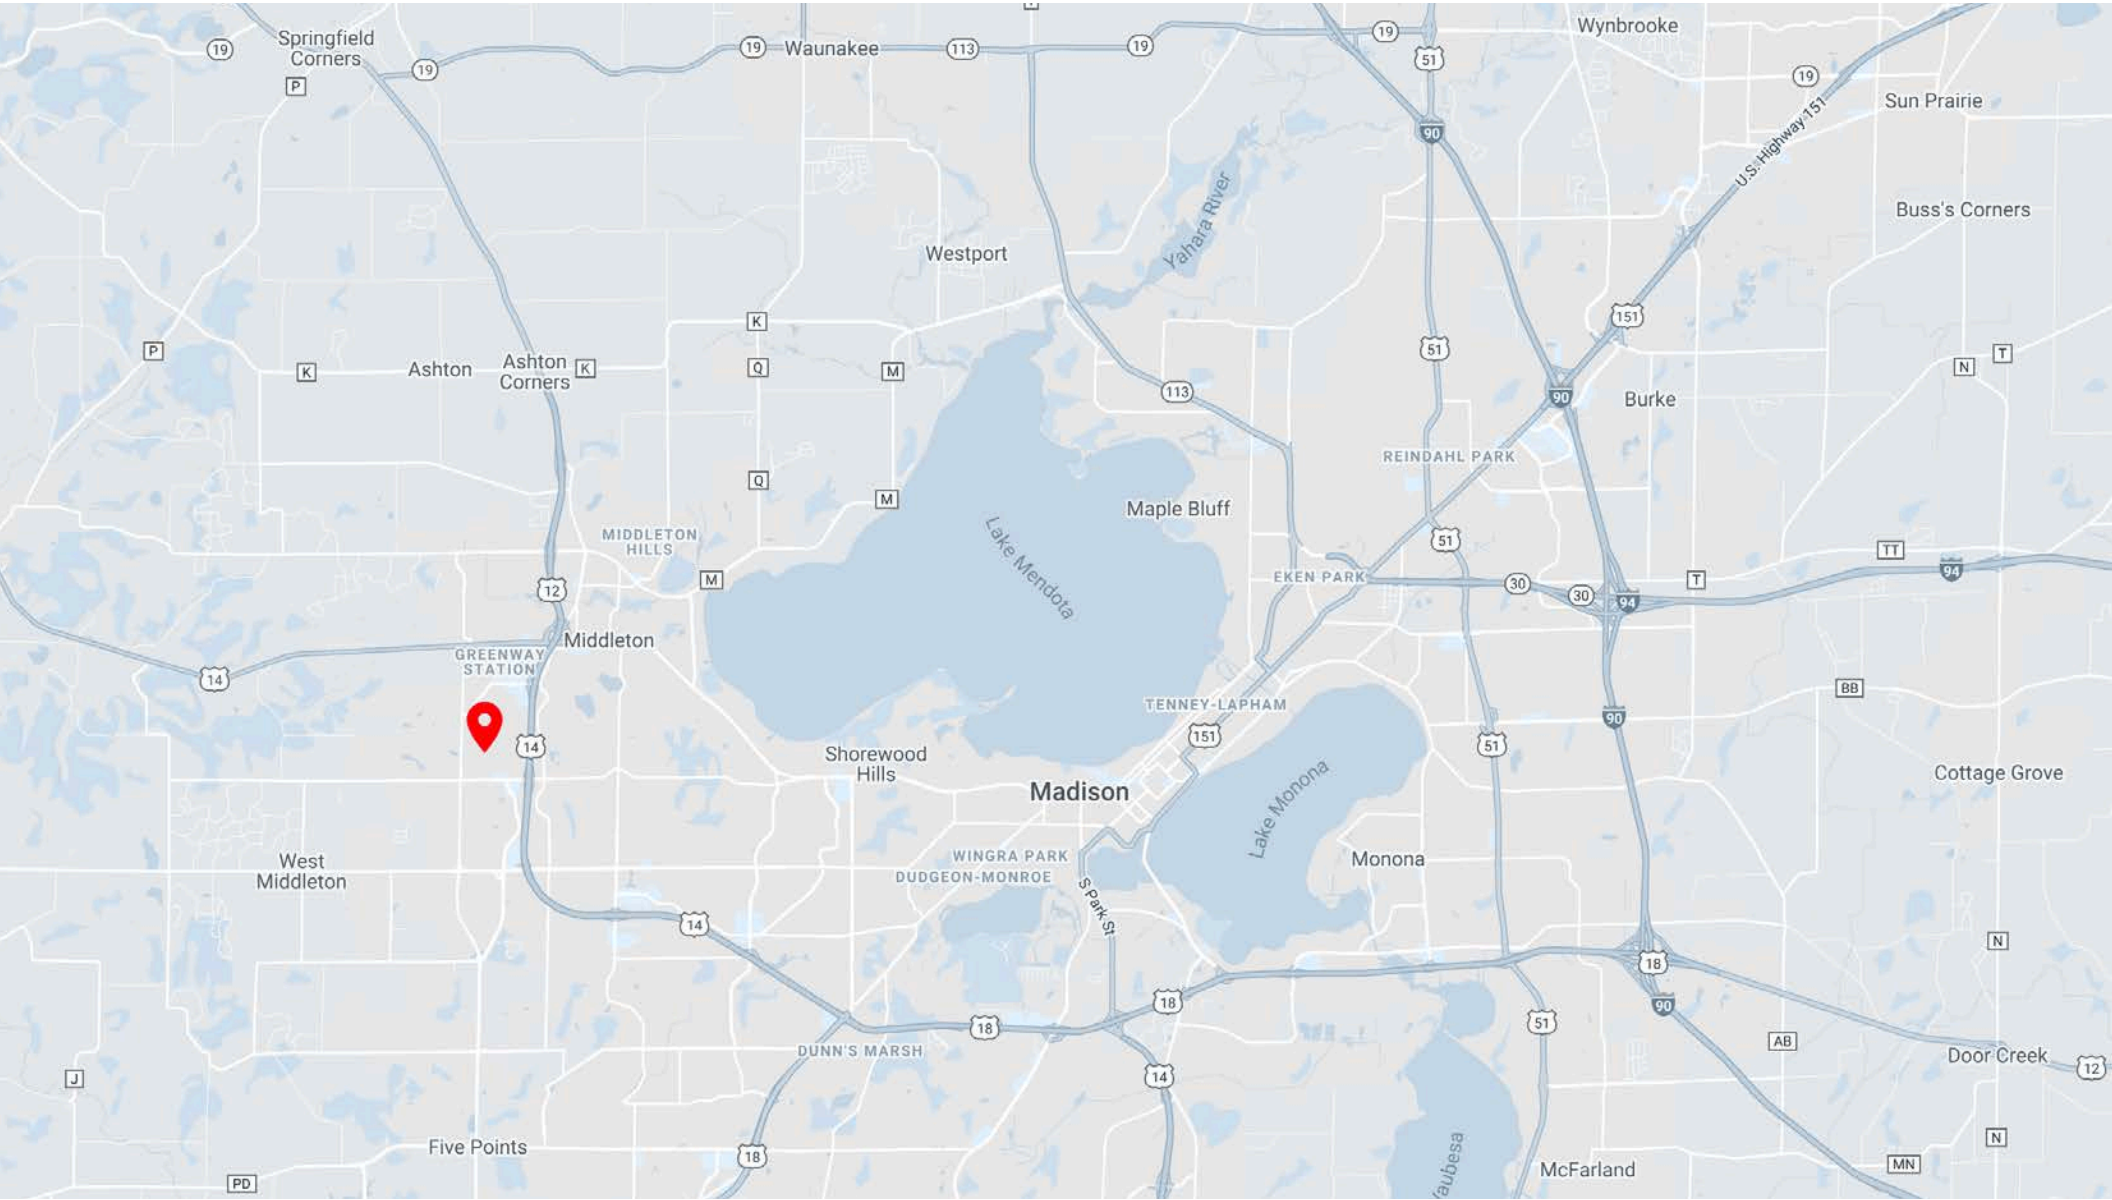 19
Springfield
Corners
19
P
19
Waunakee
113
19
19
51
Wynbrooke
19
Sun Prairie
90
U.S. Highway 151
Yahara River
Buss's Corners
Westport
K
151
P
K
Ashton
Ashton
Corners
K
Q
M
113
51
90
Burke
N
T
REINDAHL PARK
Q
M
Maple Bluff
Lake Mendota
MIDDLETON
HILLS
M
51
EKEN PARK
30
30
94
T
TT
94
12
Middleton
GREENWAY
STATION
14
14
TENNEY-LAPHAM
151
51
90
BB
Shorewood
Hills
Madison
Lake Monona
Cottage Grove
West
Middleton
WINGRA PARK
DUDGEON-MONROE
Monona
S Park St
14
18
N
18
18
90
51
DUNN'S MARSH
AB
Door Creek
12
J
14
Five Points
18
PD
McFarland
MN
N